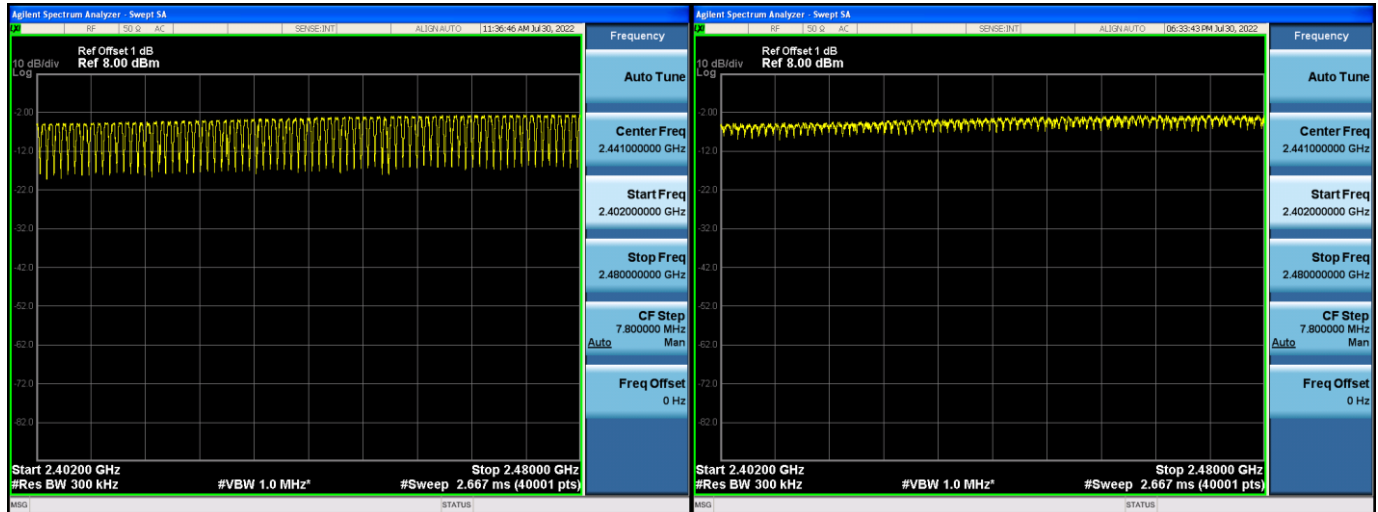 Agilent Spectrum Analyzer - Swept SA
RF 50 Ω AC SENSE:INT ALIGNAUTO 11:36:46 AM Jul 30, 2022
Frequency
Ref Offset 1 dB
10 dB/div Ref 8.00 dBm
Log
Auto Tune
-2.00
Center Freq
2.441000000 GHz
-12.0
-22.0
Start Freq
2.402000000 GHz
-32.0
Stop Freq
2.480000000 GHz
-42.0
-52.0
CF Step
7.800000 MHz
Auto Man
-62.0
-72.0
Freq Offset
0 Hz
-82.0
Start 2.40200 GHz Stop 2.48000 GHz
#Res BW 300 kHz #VBW 1.0 MHz* #Sweep 2.667 ms (40001 pts)
MSG STATUS
Agilent Spectrum Analyzer - Swept SA
RF 50 Ω AC SENSE:INT ALIGNAUTO 06:33:43 PM Jul 30, 2022
Frequency
Ref Offset 1 dB
10 dB/div Ref 8.00 dBm
Log
Auto Tune
-2.00
Center Freq
2.441000000 GHz
-12.0
-22.0
Start Freq
2.402000000 GHz
-32.0
Stop Freq
2.480000000 GHz
-42.0
-52.0
CF Step
7.800000 MHz
Auto Man
-62.0
-72.0
Freq Offset
0 Hz
-82.0
Start 2.40200 GHz Stop 2.48000 GHz
#Res BW 300 kHz #VBW 1.0 MHz* #Sweep 2.667 ms (40001 pts)
MSG STATUS